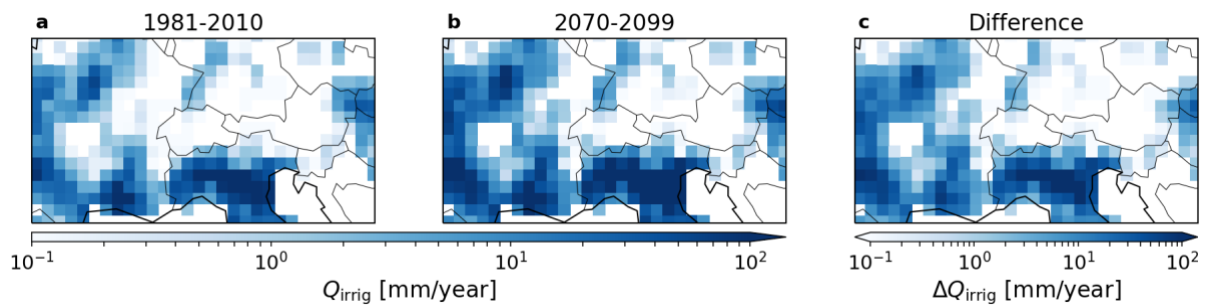 a 1981-2010 b 2070-2099 c Difference
10⁻¹ 10⁰ 10¹ 10² 10⁻¹ 10⁰ 10¹ 10²
Q_irrig [mm/year] ΔQ_irrig [mm/year]